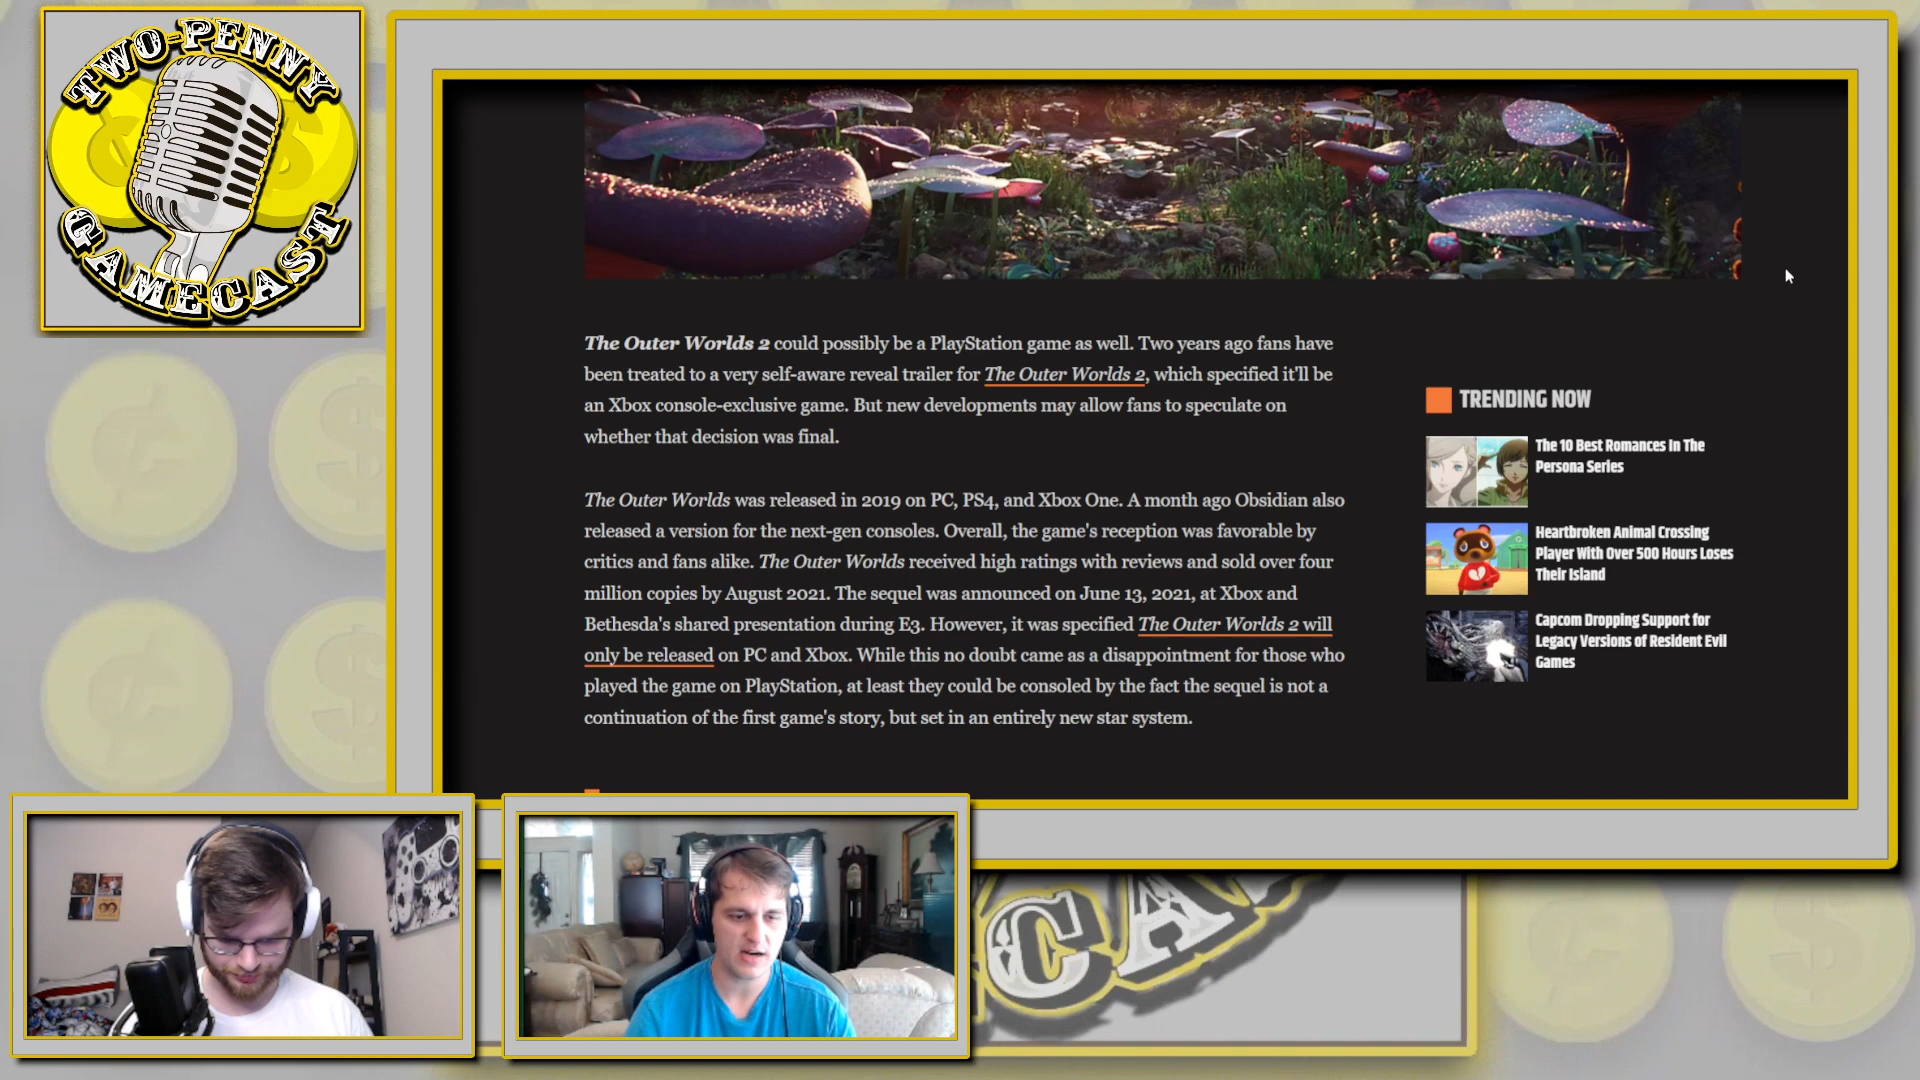 TWO-PENNY
GAMECAST
The Outer Worlds 2 could possibly be a PlayStation game as well. Two years ago fans have
been treated to a very self-aware reveal trailer for The Outer Worlds 2, which specified it'll be
an Xbox console-exclusive game. But new developments may allow fans to speculate on
whether that decision was final.
The Outer Worlds was released in 2019 on PC, PS4, and Xbox One. A month ago Obsidian also
released a version for the next-gen consoles. Overall, the game's reception was favorable by
critics and fans alike. The Outer Worlds received high ratings with reviews and sold over four
million copies by August 2021. The sequel was announced on June 13, 2021, at Xbox and
Bethesda's shared presentation during E3. However, it was specified The Outer Worlds 2 will
only be released on PC and Xbox. While this no doubt came as a disappointment for those who
played the game on PlayStation, at least they could be consoled by the fact the sequel is not a
continuation of the first game's story, but set in an entirely new star system.
TRENDING NOW
The 10 Best Romances In The
Persona Series
Heartbroken Animal Crossing
Player With Over 500 Hours Loses
Their Island
Capcom Dropping Support for
Legacy Versions of Resident Evil
Games